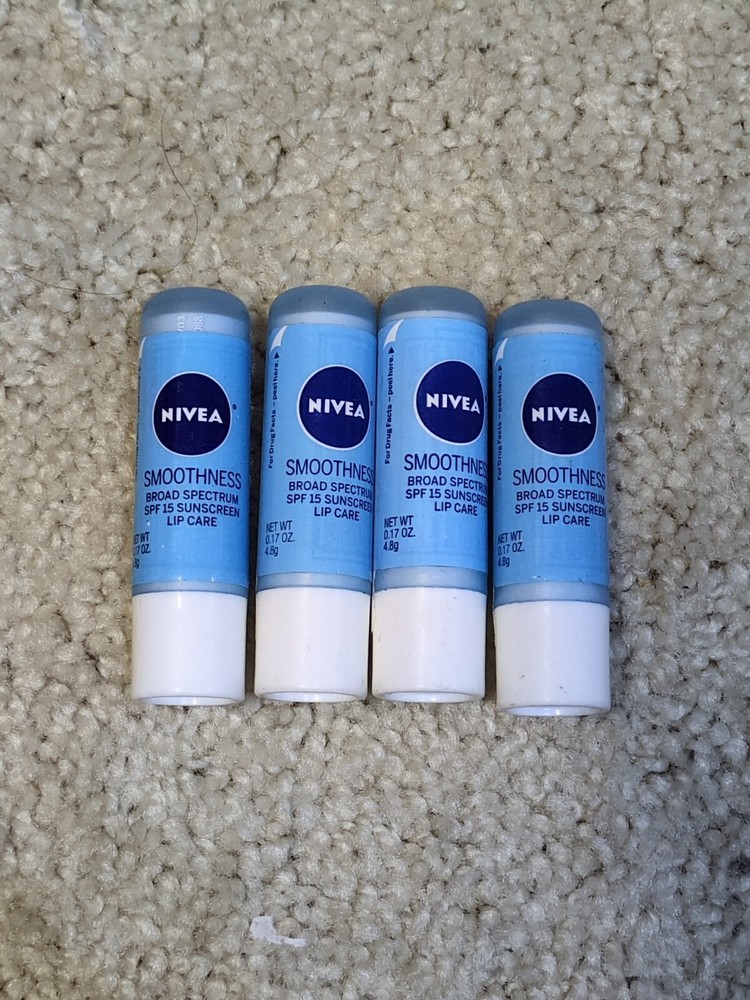 NIVEA
SMOOTHNESS
BROAD SPECTRUM
SPF 15 SUNSCREEN
LIP CARE
NET WT
.17 OZ.
For Drug Facts – peel here.
NIVEA
SMOOTHNESS
BROAD SPECTRUM
SPF 15 SUNSCREEN
LIP CARE
NET WT
0.17 OZ.
4.8g
For Drug Facts – peel here.
NIVEA
SMOOTHNESS
BROAD SPECTRUM
SPF 15 SUNSCREEN
LIP CARE
NET WT
0.17 OZ.
4.8g
For Drug Facts – peel here.
NIVEA
SMOOTHNESS
BROAD SPECTRUM
SPF 15 SUNSCREEN
LIP CARE
NET WT
0.17 OZ.
4.8g